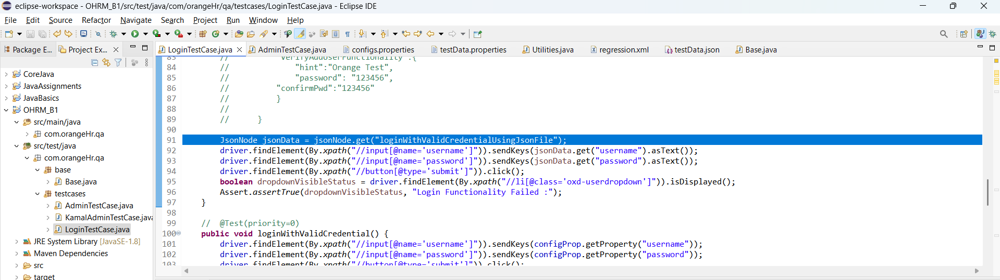 eclipse-workspace - OHRM_B1/src/test/java/com/orangeHr/qa/testcases/LoginTestCase.java - Eclipse IDE
File Edit Source Refactor Navigate Search Project Run Window Help
Package E... Project Ex... LoginTestCase.java AdminTestCase.java configs.properties testData.properties Utilities.java regression.xml testData.json Base.java
CoreJava
JavaAssignments
JavaBasics
OHRM_B1
src/main/java
com.orangeHr.qa
src/test/java
com.orangeHr.qa
base
Base.java
testcases
AdminTestCase.java
KamalAdminTestCase.java
LoginTestCase.java
JRE System Library [JavaSE-1.8]
Maven Dependencies
src
target
83 // "VerifyAddUserFunctionality":{
84 // "hint":"Orange Test",
85 // "password": "123456",
86 // "confirmPwd":"123456"
87 // }
88 //
89 // }
90
91 JsonNode jsonData = jsonNode.get("loginWithValidCredentialUsingJsonFile");
92 driver.findElement(By.xpath("//input[@name='username']")).sendKeys(jsonData.get("username").asText());
93 driver.findElement(By.xpath("//input[@name='password']")).sendKeys(jsonData.get("password").asText());
94 driver.findElement(By.xpath("//button[@type='submit']")).click();
95 boolean dropdownVisibleStatus = driver.findElement(By.xpath("//li[@class='oxd-userdropdown']")).isDisplayed();
96 Assert.assertTrue(dropdownVisibleStatus, "Login Functionality Failed :");
97 }
98
99 // @Test(priority=0)
100 public void loginWithValidCredential() {
101 driver.findElement(By.xpath("//input[@name='username']")).sendKeys(configProp.getProperty("username"));
102 driver.findElement(By.xpath("//input[@name='password']")).sendKeys(configProp.getProperty("password"));
103 driver.findElement(By.xpath("//button[@type='submit']")).click();